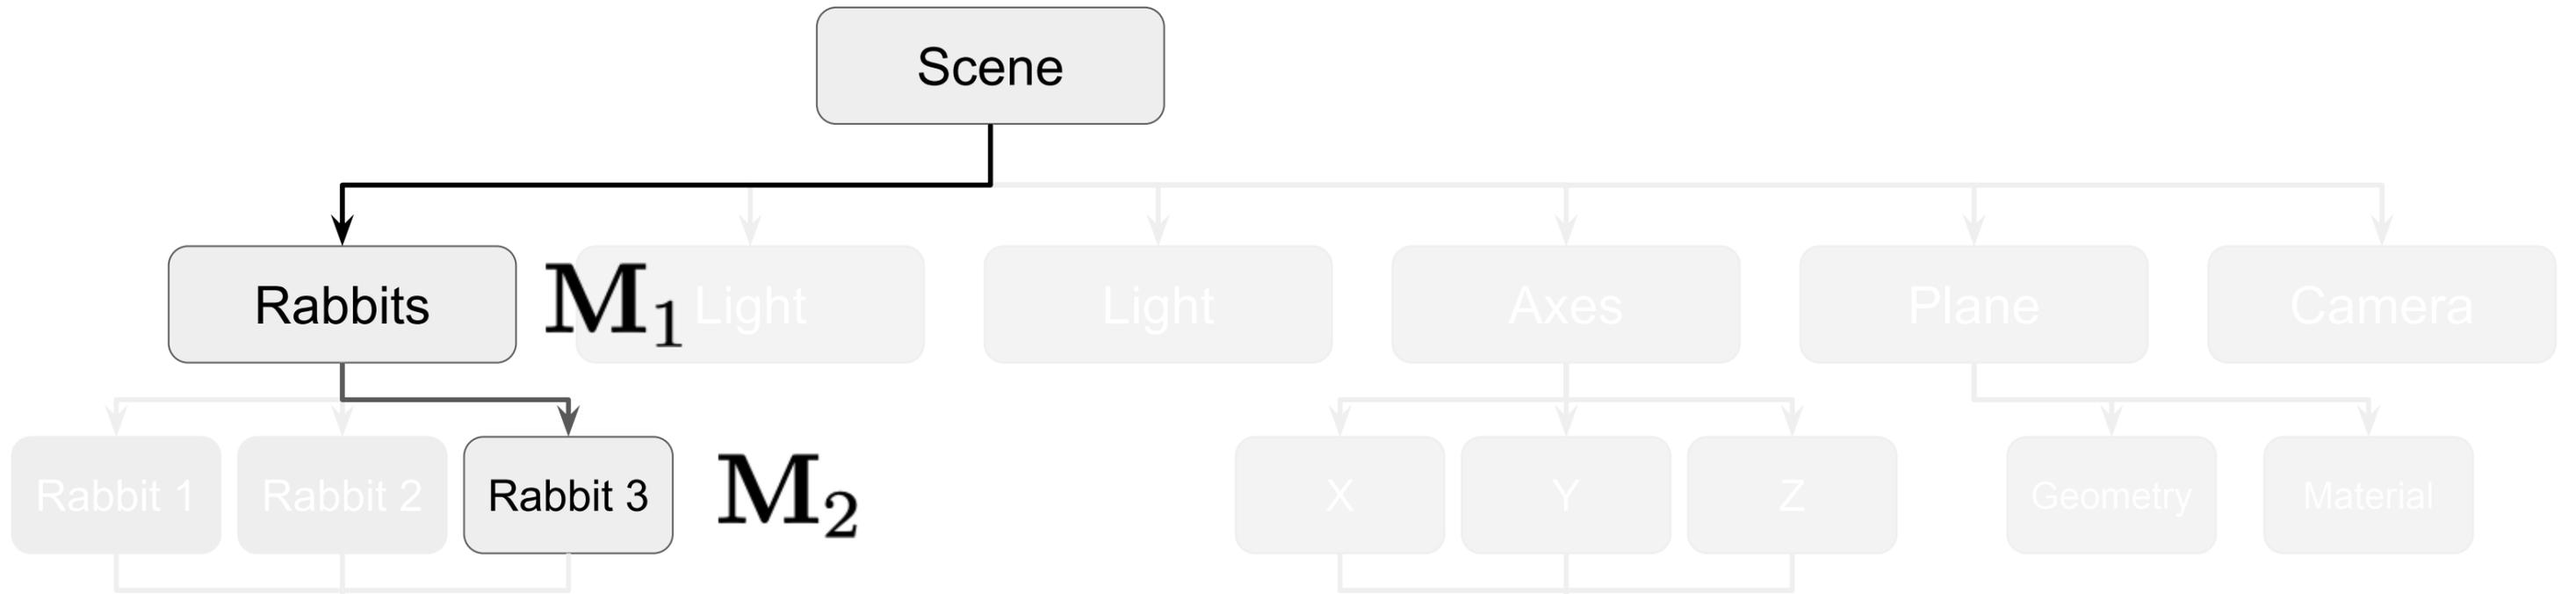 Scene
Rabbits M₁ Light Light Axes Plane Camera
Rabbit 1 Rabbit 2 Rabbit 3 M₂ X Y Z Geometry Material